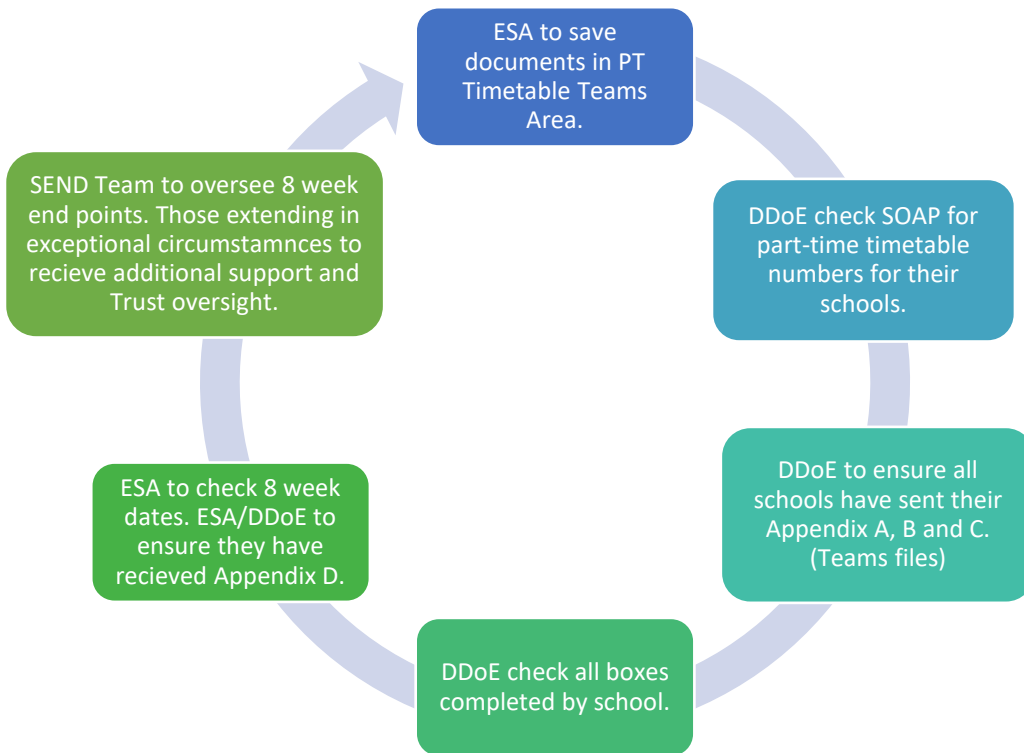 ESA to save
documents in PT
Timetable Teams
Area.
DDoE check SOAP for
part-time timetable
numbers for their
schools.
DDoE to ensure all
schools have sent their
Appendix A, B and C.
(Teams files)
DDoE check all boxes
completed by school.
ESA to check 8 week
dates. ESA/DDoE to
ensure they have
recieved Appendix D.
SEND Team to oversee 8 week
end points. Those extending in
exceptional circumstamnces to
recieve additional support and
Trust oversight.